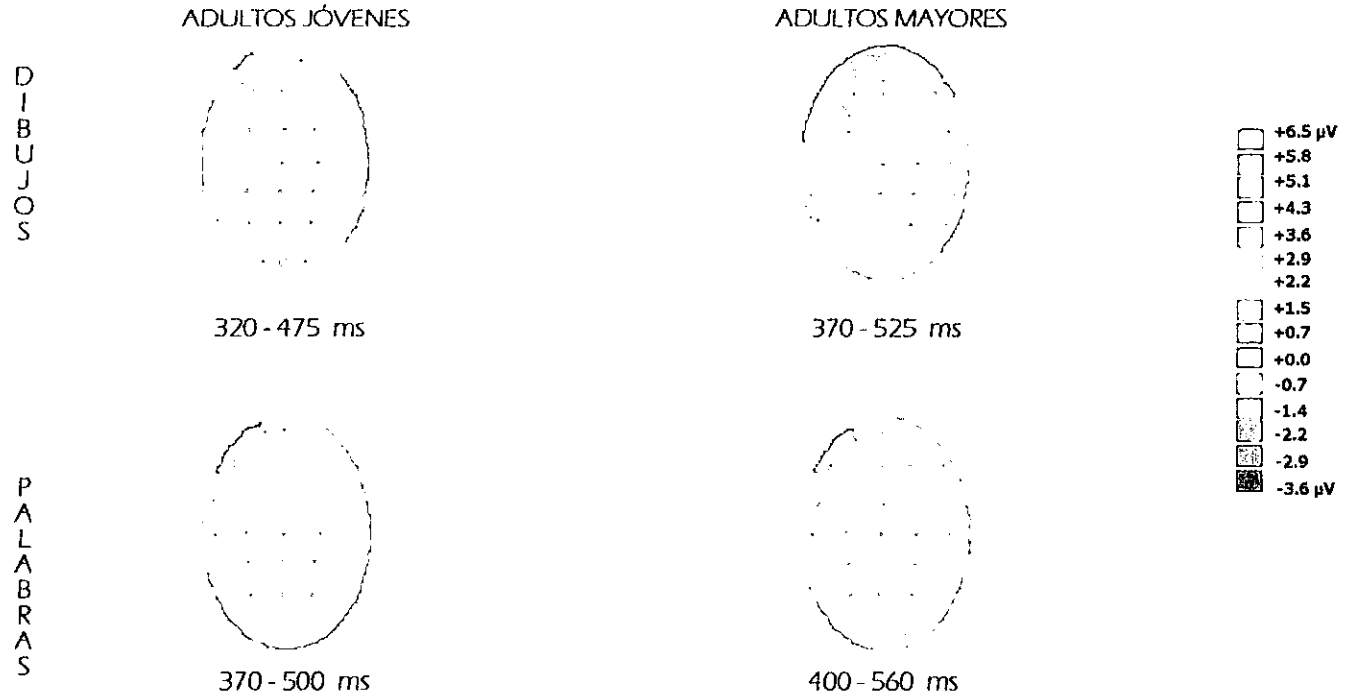 ADULTOS JÓVENES
ADULTOS MAYORES
DIBUJOS
320 - 475 ms
370 - 525 ms
PALABRAS
370 - 500 ms
400 - 560 ms
+6.5 µV
+5.8
+5.1
+4.3
+3.6
+2.9
+2.2
+1.5
+0.7
+0.0
-0.7
-1.4
-2.2
-2.9
-3.6 µV